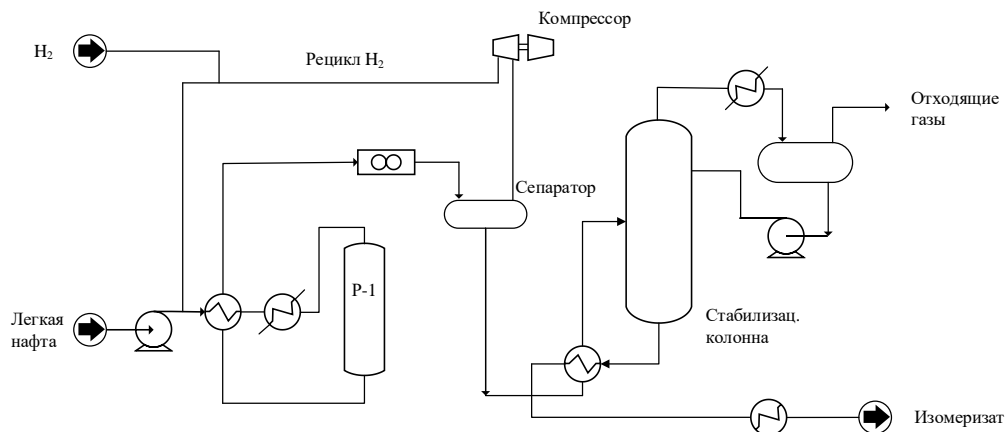 Компрессор
H₂
Рецикл H₂
Отходящие
газы
Сепаратор
Р-1
Легкая
нафта
Стабилизац.
колонна
Изомеризат